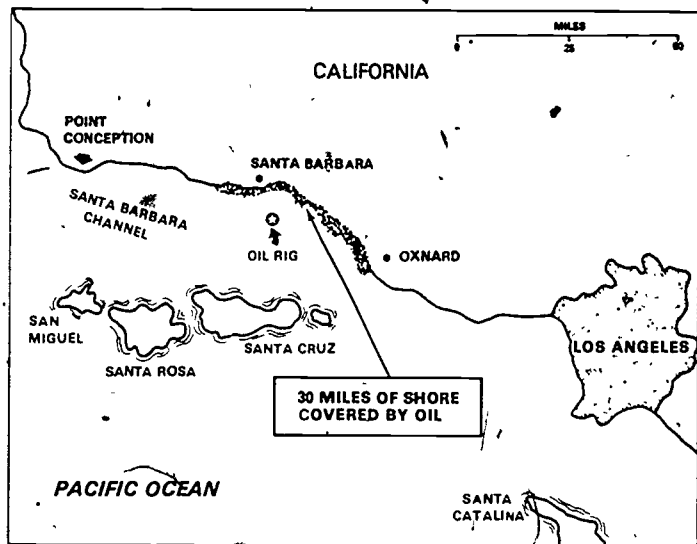 MILES
0 25 50
CALIFORNIA
POINT
CONCEPTION
SANTA BARBARA
SANTA BARBARA
CHANNEL
OIL RIG
OXNARD
SAN
MIGUEL
SANTA ROSA
SANTA CRUZ
LOS ANGELES
30 MILES OF SHORE
COVERED BY OIL
PACIFIC OCEAN
SANTA
CATALINA